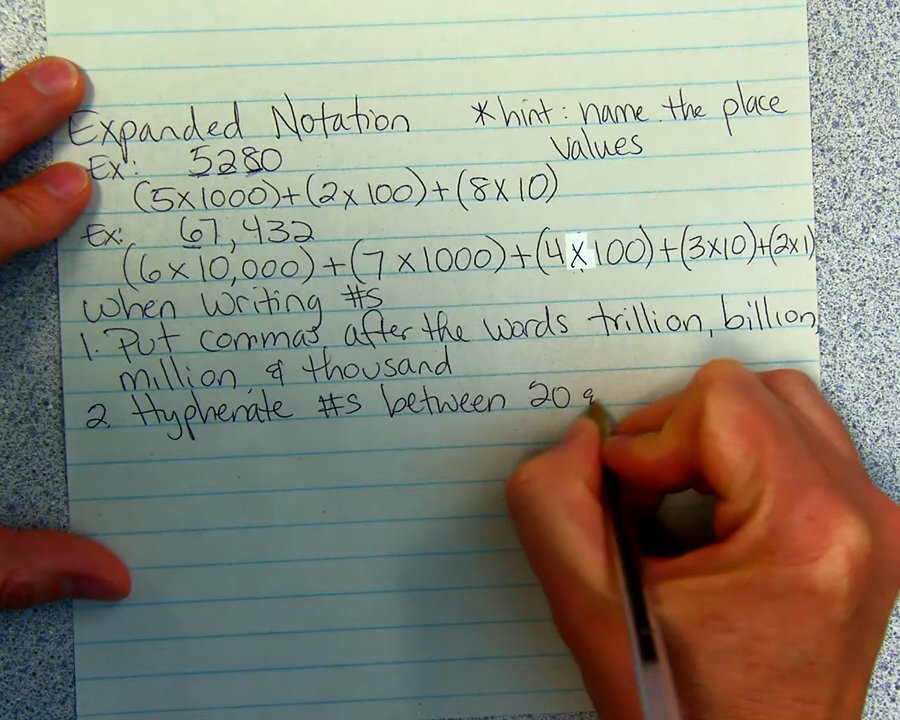 Expanded Notation *hint: name the place
values
Ex: 5280
(5x1000)+(2x100)+(8x10)
Ex: 67,432
(6x10,000)+(7x1000)+(4x100)+(3x10)+(2x1)
When Writing #s
1. Put commas after the words trillion, billion,
million & thousand
2. Hyphenate #s between 20 &